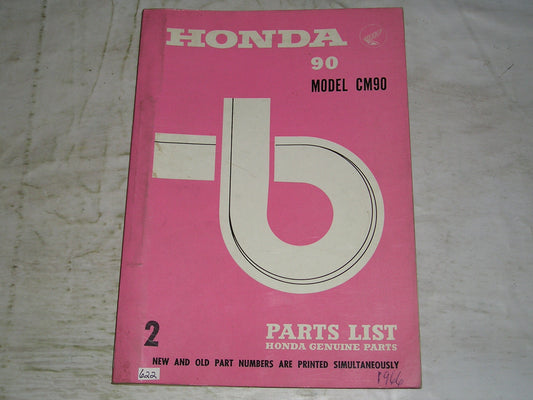 HONDA
90
MODEL CM90
b
2
PARTS LIST
HONDA GENUINE PARTS
NEW AND OLD PART NUMBERS ARE PRINTED SIMULTANEOUSLY
622
1966